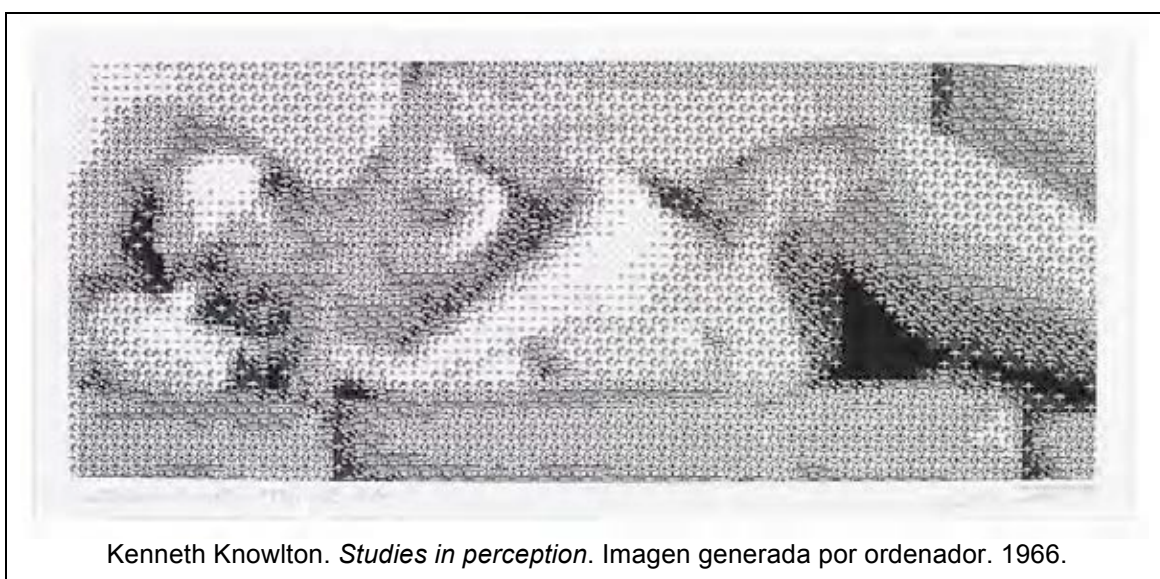 Kenneth Knowlton. Studies in perception. Imagen generada por ordenador. 1966.